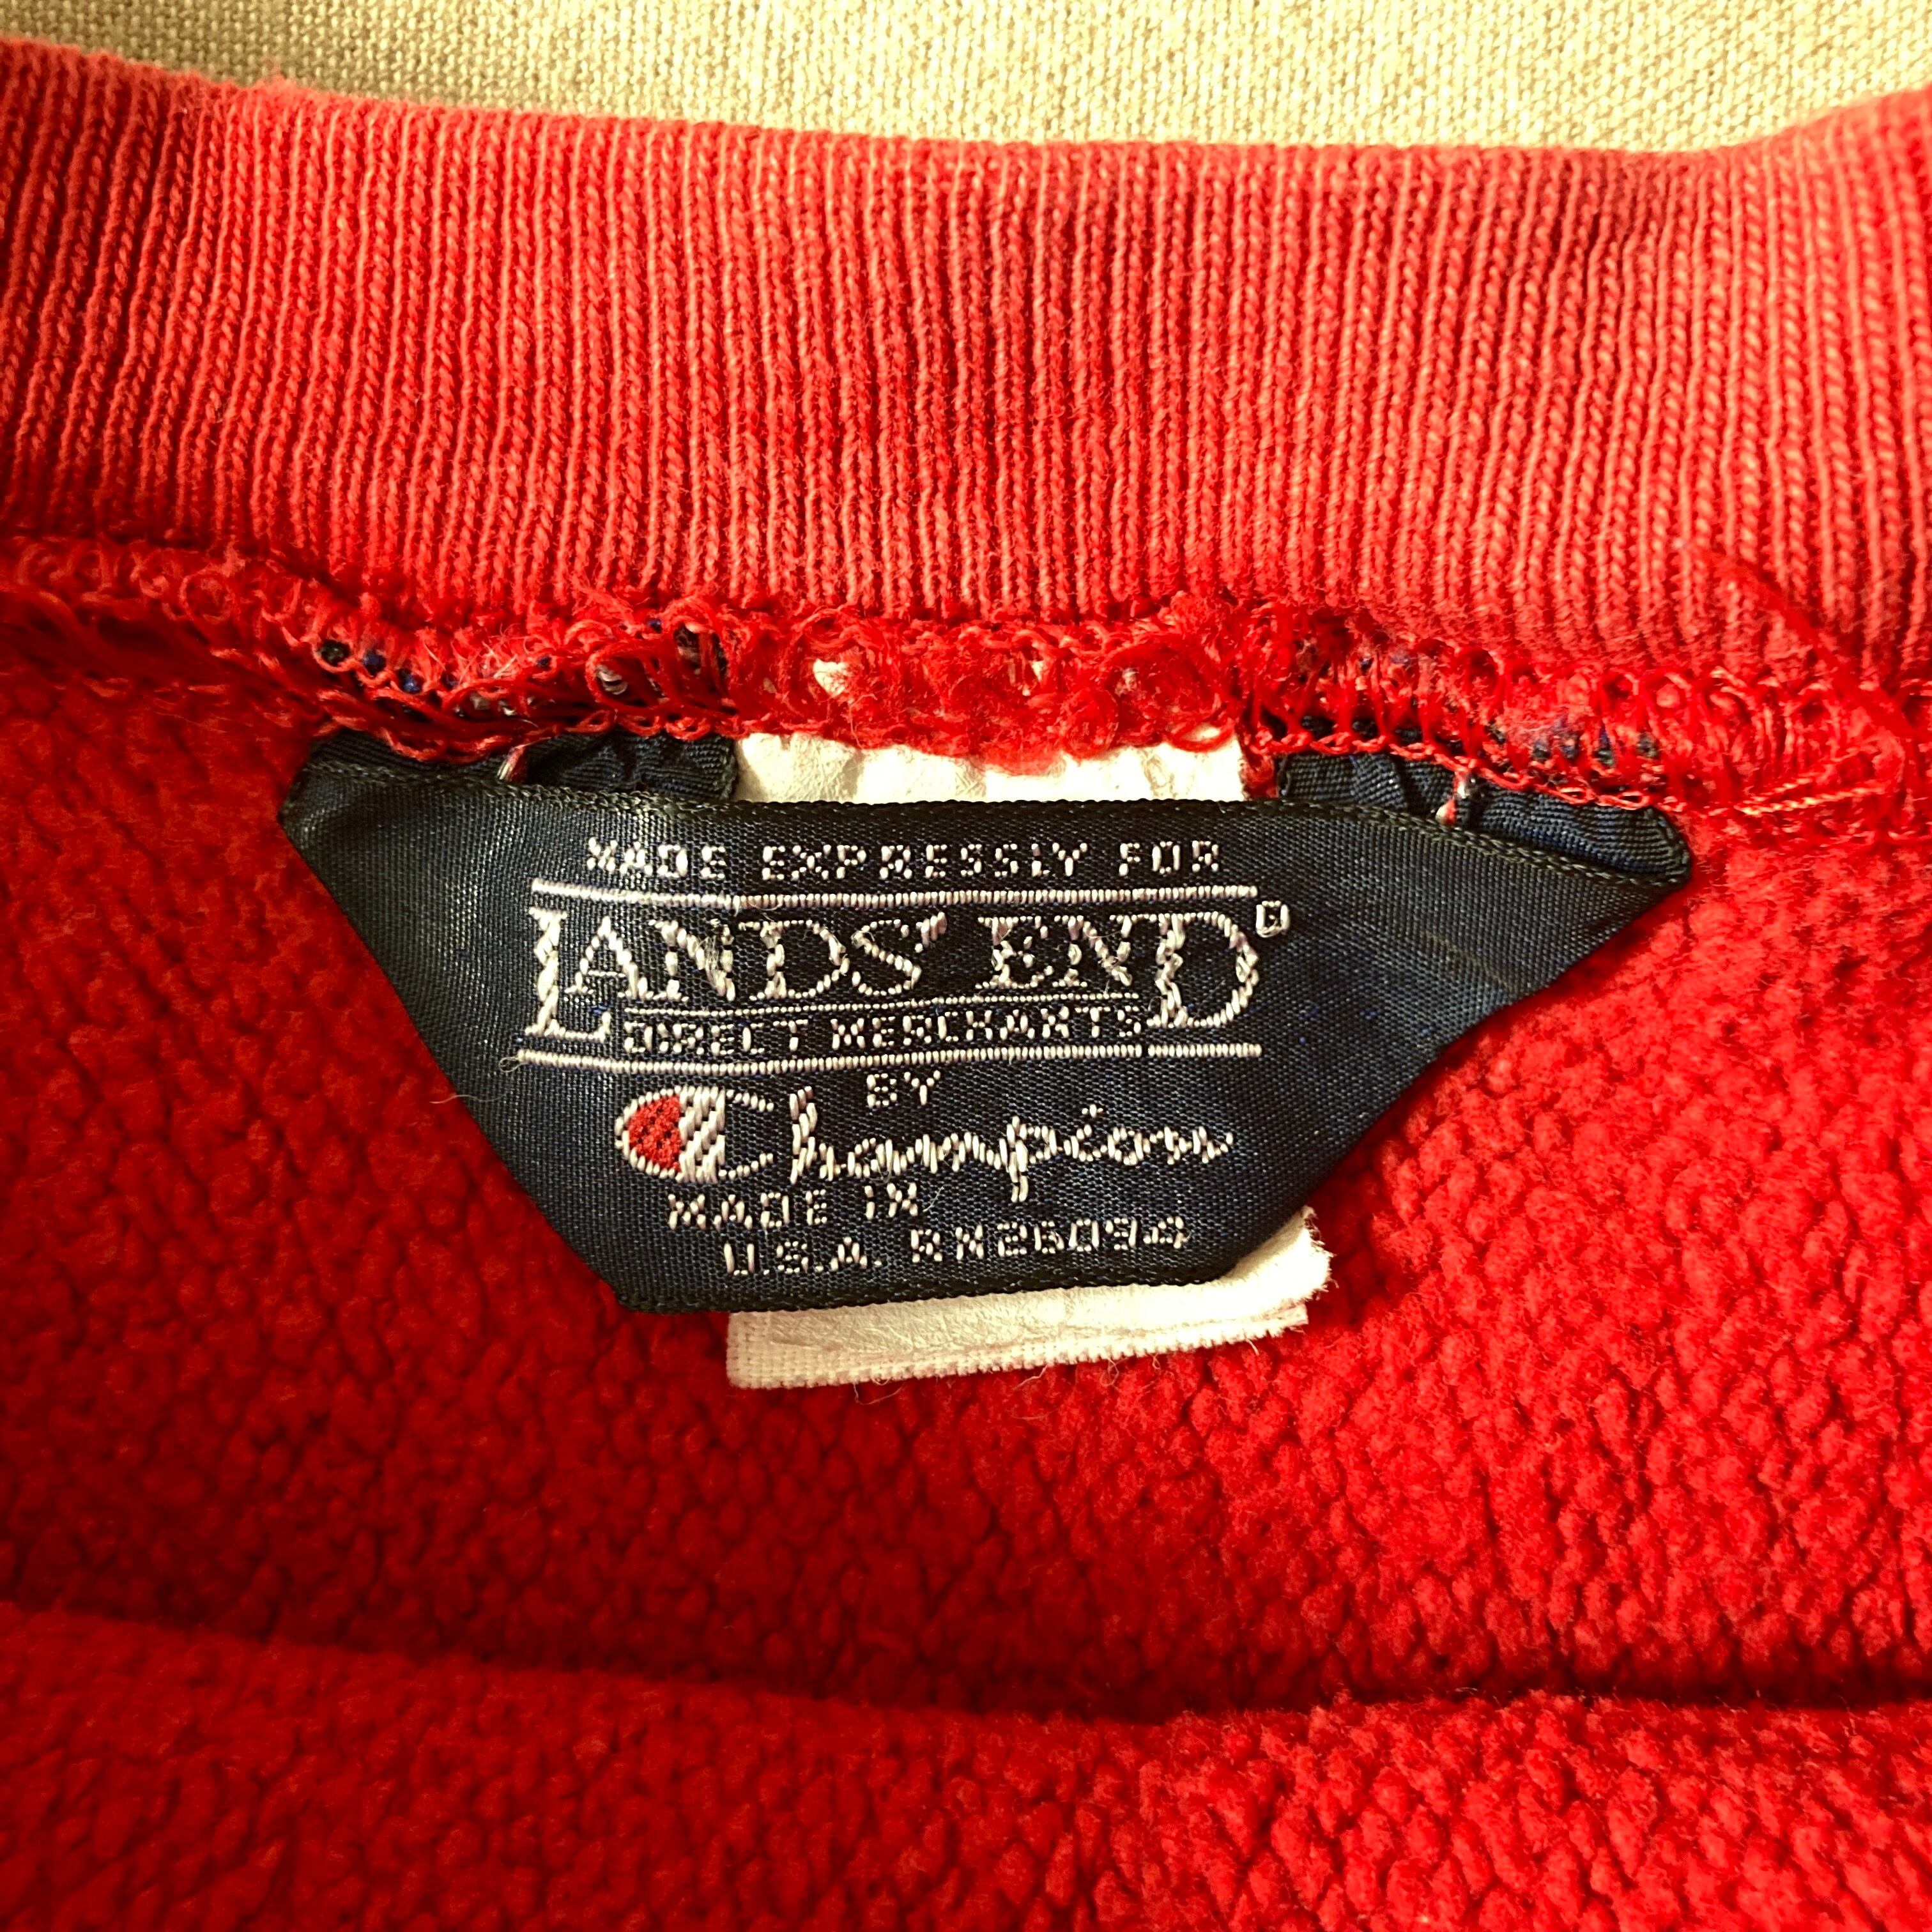 MADE EXPRESSLY FOR
LANDS' END®
DIRECT MERCHANTS
BY
Champion
MADE IN
U.S.A. RN26094